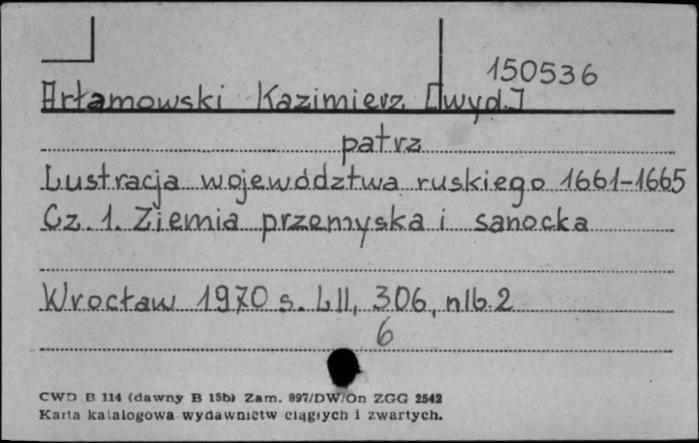 150536
Arłamowski Kazimierz [wyd.]
patrz
Lustracja województwa ruskiego 1661-1665
Cz. 1. Ziemia przemyska i sanocka
Wrocław 1970 s. LII, 306, nlb. 2
6
CWD B 114 (dawny B 15b) Zam. 897/DW/On ZGG 2542
Karta katalogowa wydawnictw ciągłych i zwartych.